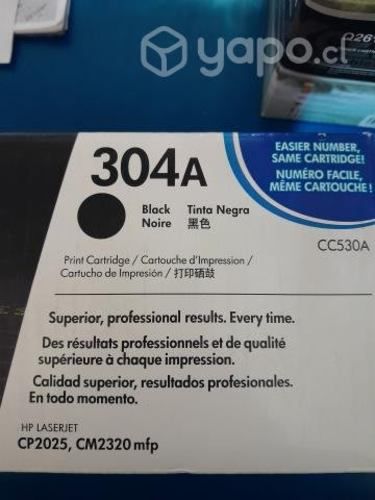 yapo.cl
Q26
304A
EASIER NUMBER,
SAME CARTRIDGE!
NUMÉRO FACILE,
MÊME CARTOUCHE!
Black Tinta Negra
Noire 黑色
CC530A
Print Cartridge / Cartouche d'Impression /
Cartucho de Impresión / 打印硒鼓
Superior, professional results. Every time.
Des résultats professionnels et de qualité
supérieure à chaque impression.
Calidad superior, resultados profesionales.
En todo momento.
HP LASERJET
CP2025, CM2320 mfp